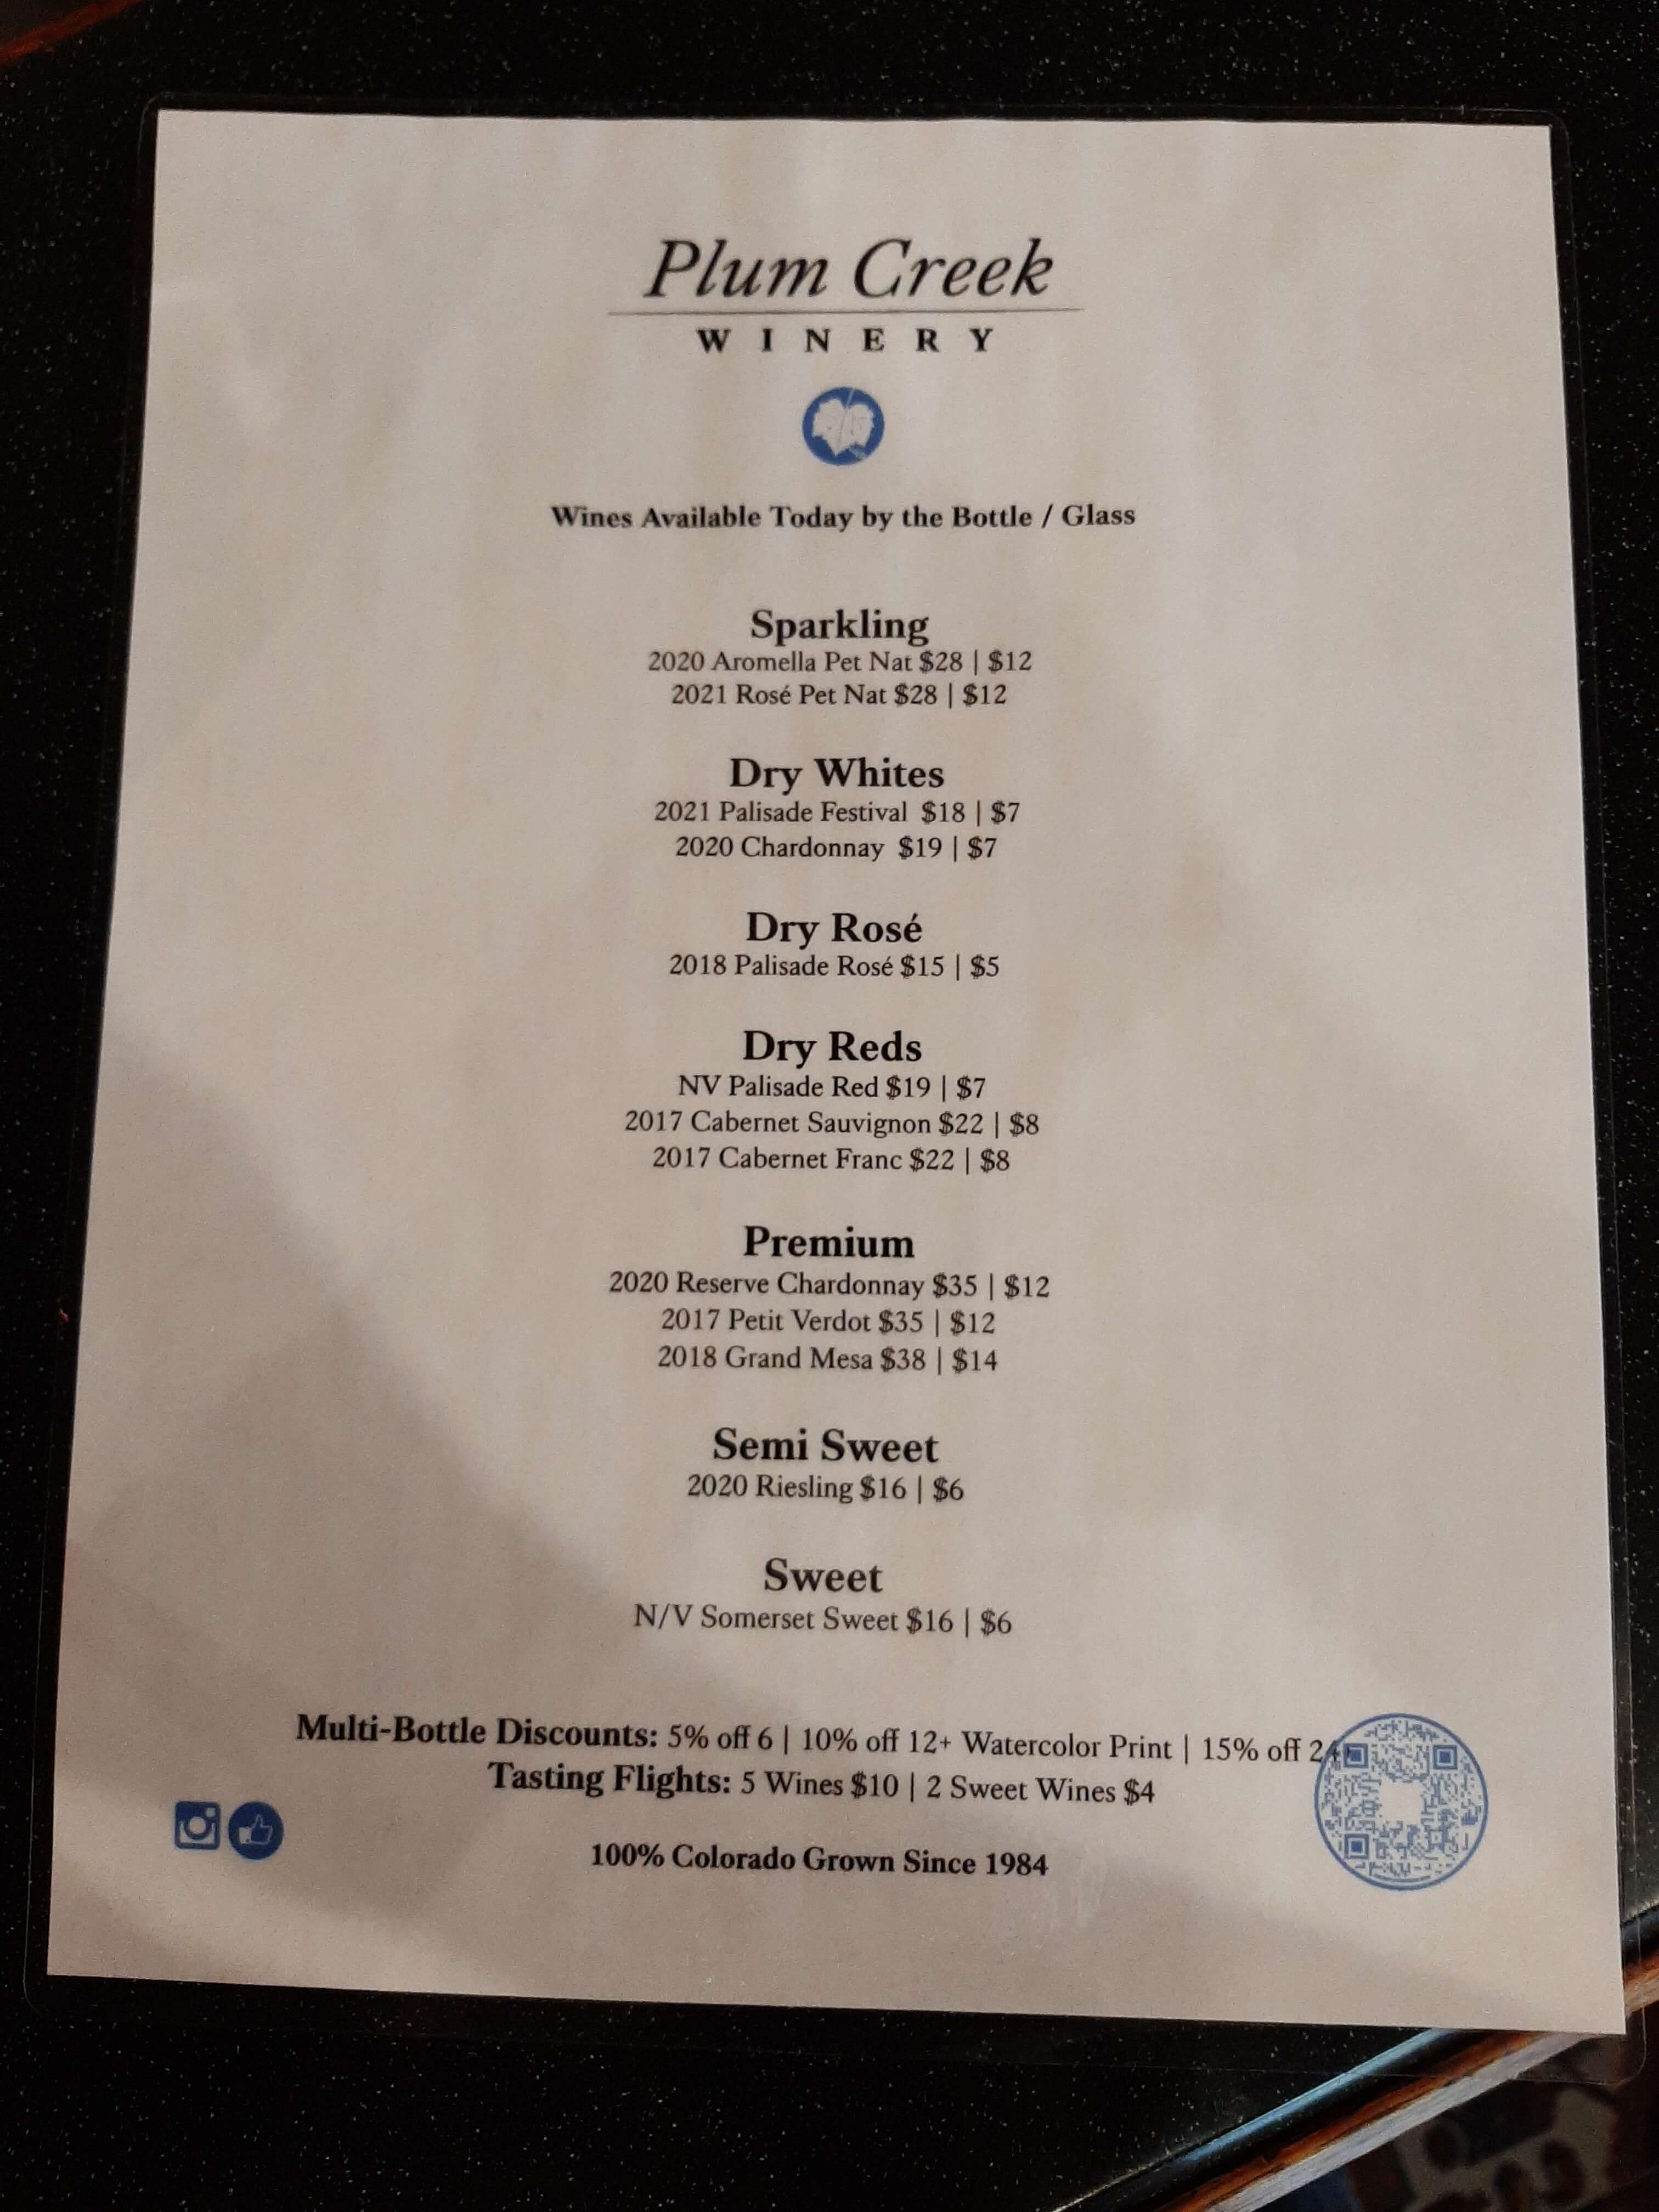 Plum Creek
WINERY
Wines Available Today by the Bottle / Glass
Sparkling
2020 Aromella Pet Nat $28 | $12
2021 Rosé Pet Nat $28 | $12
Dry Whites
2021 Palisade Festival $18 | $7
2020 Chardonnay $19 | $7
Dry Rosé
2018 Palisade Rosé $15 | $5
Dry Reds
NV Palisade Red $19 | $7
2017 Cabernet Sauvignon $22 | $8
2017 Cabernet Franc $22 | $8
Premium
2020 Reserve Chardonnay $35 | $12
2017 Petit Verdot $35 | $12
2018 Grand Mesa $38 | $14
Semi Sweet
2020 Riesling $16 | $6
Sweet
N/V Somerset Sweet $16 | $6
Multi-Bottle Discounts: 5% off 6 | 10% off 12+ Watercolor Print | 15% off
Tasting Flights: 5 Wines $10 | 2 Sweet Wines $4
100% Colorado Grown Since 1984